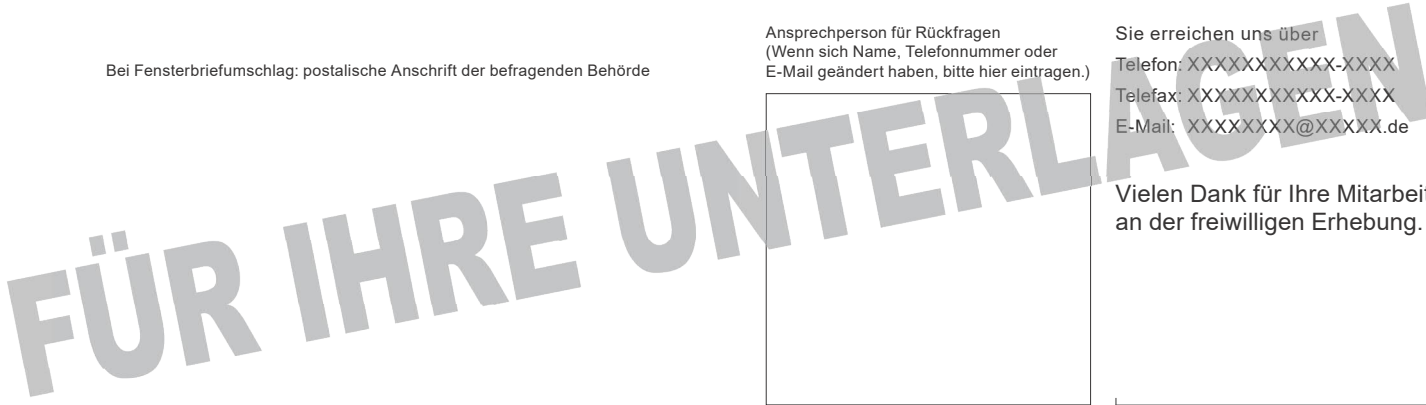 Bei Fensterbriefumschlag: postalische Anschrift der befragenden Behörde
Ansprechperson für Rückfragen
(Wenn sich Name, Telefonnummer oder
E-Mail geändert haben, bitte hier eintragen.)
Sie erreichen uns über
Telefon: XXXXXXXXXXX-XXXX
Telefax: XXXXXXXXXXX-XXXX
E-Mail: XXXXXXXX@XXXXX.de
Vielen Dank für Ihre Mitarbeit
an der freiwilligen Erhebung.
FÜR IHRE UNTERLAGEN